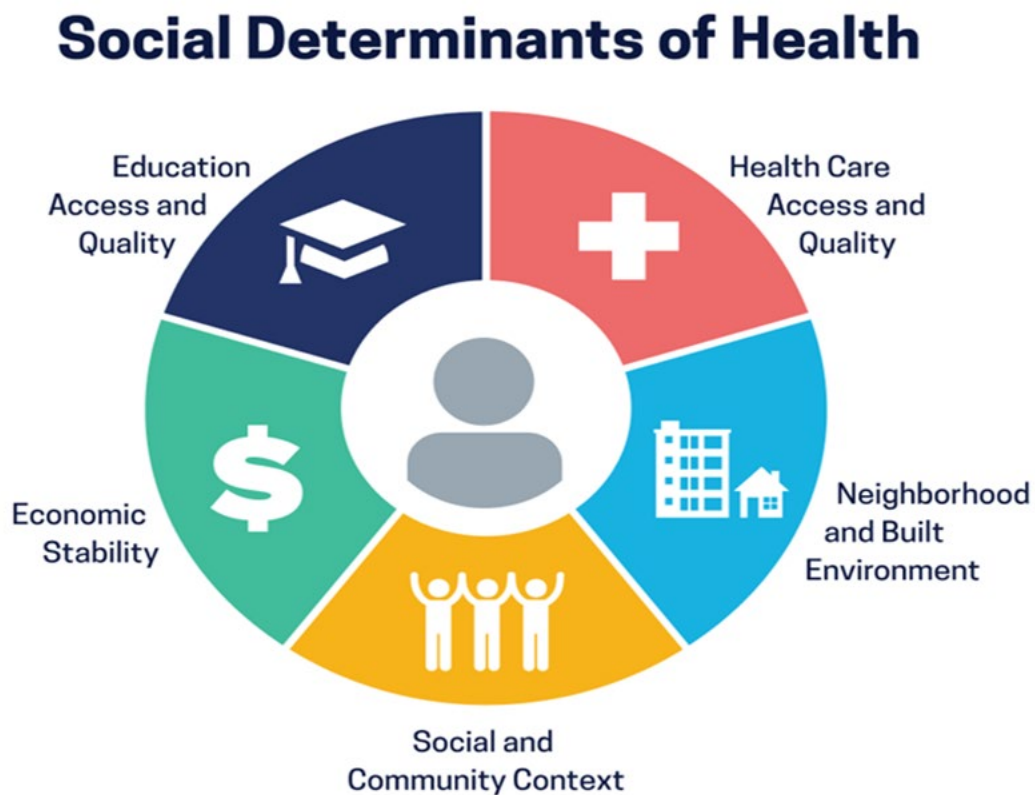 Social Determinants of Health
Education
Access and
Quality
Health Care
Access and
Quality
Economic
Stability
Neighborhood
and Built
Environment
Social and
Community Context